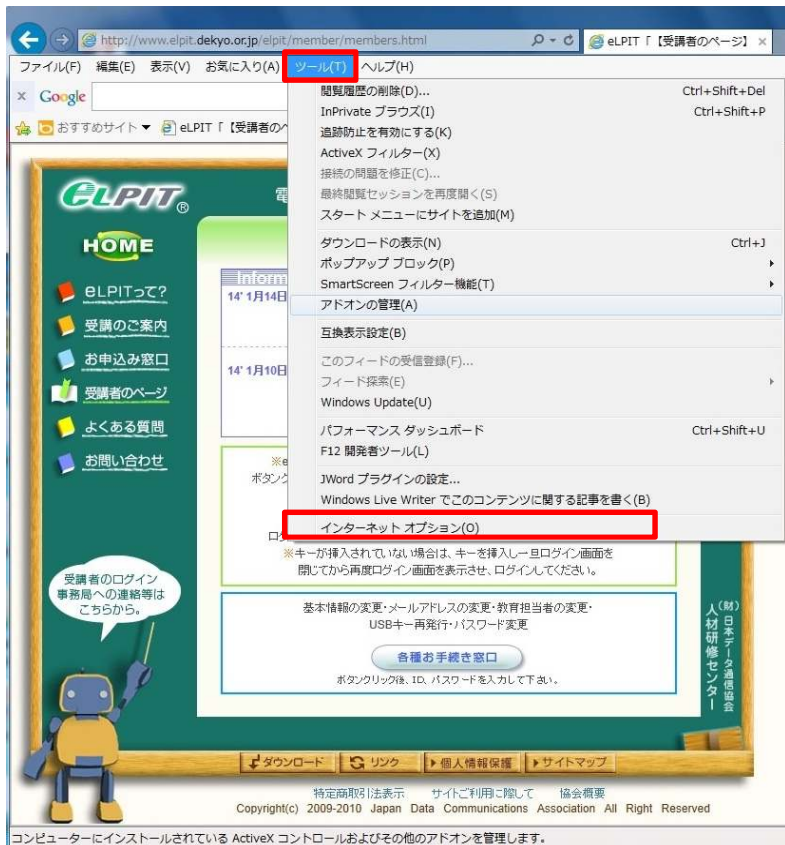 http://www.elpit.dekyo.or.jp/elpit/member/members.html
eLPIT「【受講者のページ】 ×
ファイル(F) 編集(E) 表示(V) お気に入り(A) ツール(T) ヘルプ(H)
× Google
おすすめサイト ▼ eLPIT「【受講者の
閲覧履歴の削除(D)... Ctrl+Shift+Del
InPrivate ブラウズ(I) Ctrl+Shift+P
追跡防止を有効にする(K)
ActiveX フィルター(X)
接続の問題を修正(C)...
最終閲覧セッションを再度開く(S)
スタート メニューにサイトを追加(M)
ダウンロードの表示(N) Ctrl+J
ポップアップ ブロック(P)
SmartScreen フィルター機能(T)
アドオンの管理(A)
互換表示設定(B)
このフィードの受信登録(F)...
フィード探索(E)
Windows Update(U)
パフォーマンス ダッシュボード Ctrl+Shift+U
F12 開発者ツール(L)
JWord プラグインの設定...
Windows Live Writer でこのコンテンツに関する記事を書く(B)
インターネット オプション(O)
eLPIT®
電
HOME
eLPITって?
受講のご案内
お申込み窓口
受講者のページ
よくある質問
お問い合わせ
Inform
14'1月14日
14'1月10日
※e
ボタンク
ログ
※キーが挿入されていない場合は、キーを挿入し一旦ログイン画面を
閉じてから再度ログイン画面を表示させ、ログインしてください。
受講者のログイン
事務局への連絡等は
こちらから。
基本情報の変更・メールアドレスの変更・教育担当者の変更・
USBキー再発行・パスワード変更
各種お手続き窓口
ボタンクリック後、ID、パスワードを入力して下さい。
(財)日本データ通信協会
人材研修センター
ダウンロード リンク 個人情報保護 サイトマップ
特定商取引法表示 サイトご利用に際して 協会概要
Copyright(c) 2009-2010 Japan Data Communications Association All Right Reserved
コンピューターにインストールされている ActiveX コントロールおよびその他のアドオンを管理します。